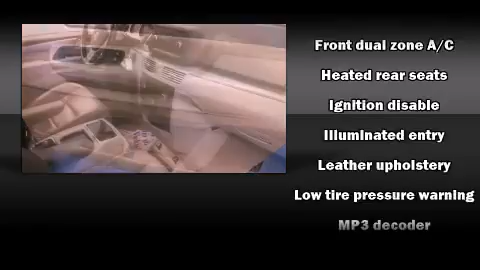 Front dual zone A/C
Heated rear seats
Ignition disable
Illuminated entry
Leather upholstery
Low tire pressure warning
MP3 decoder